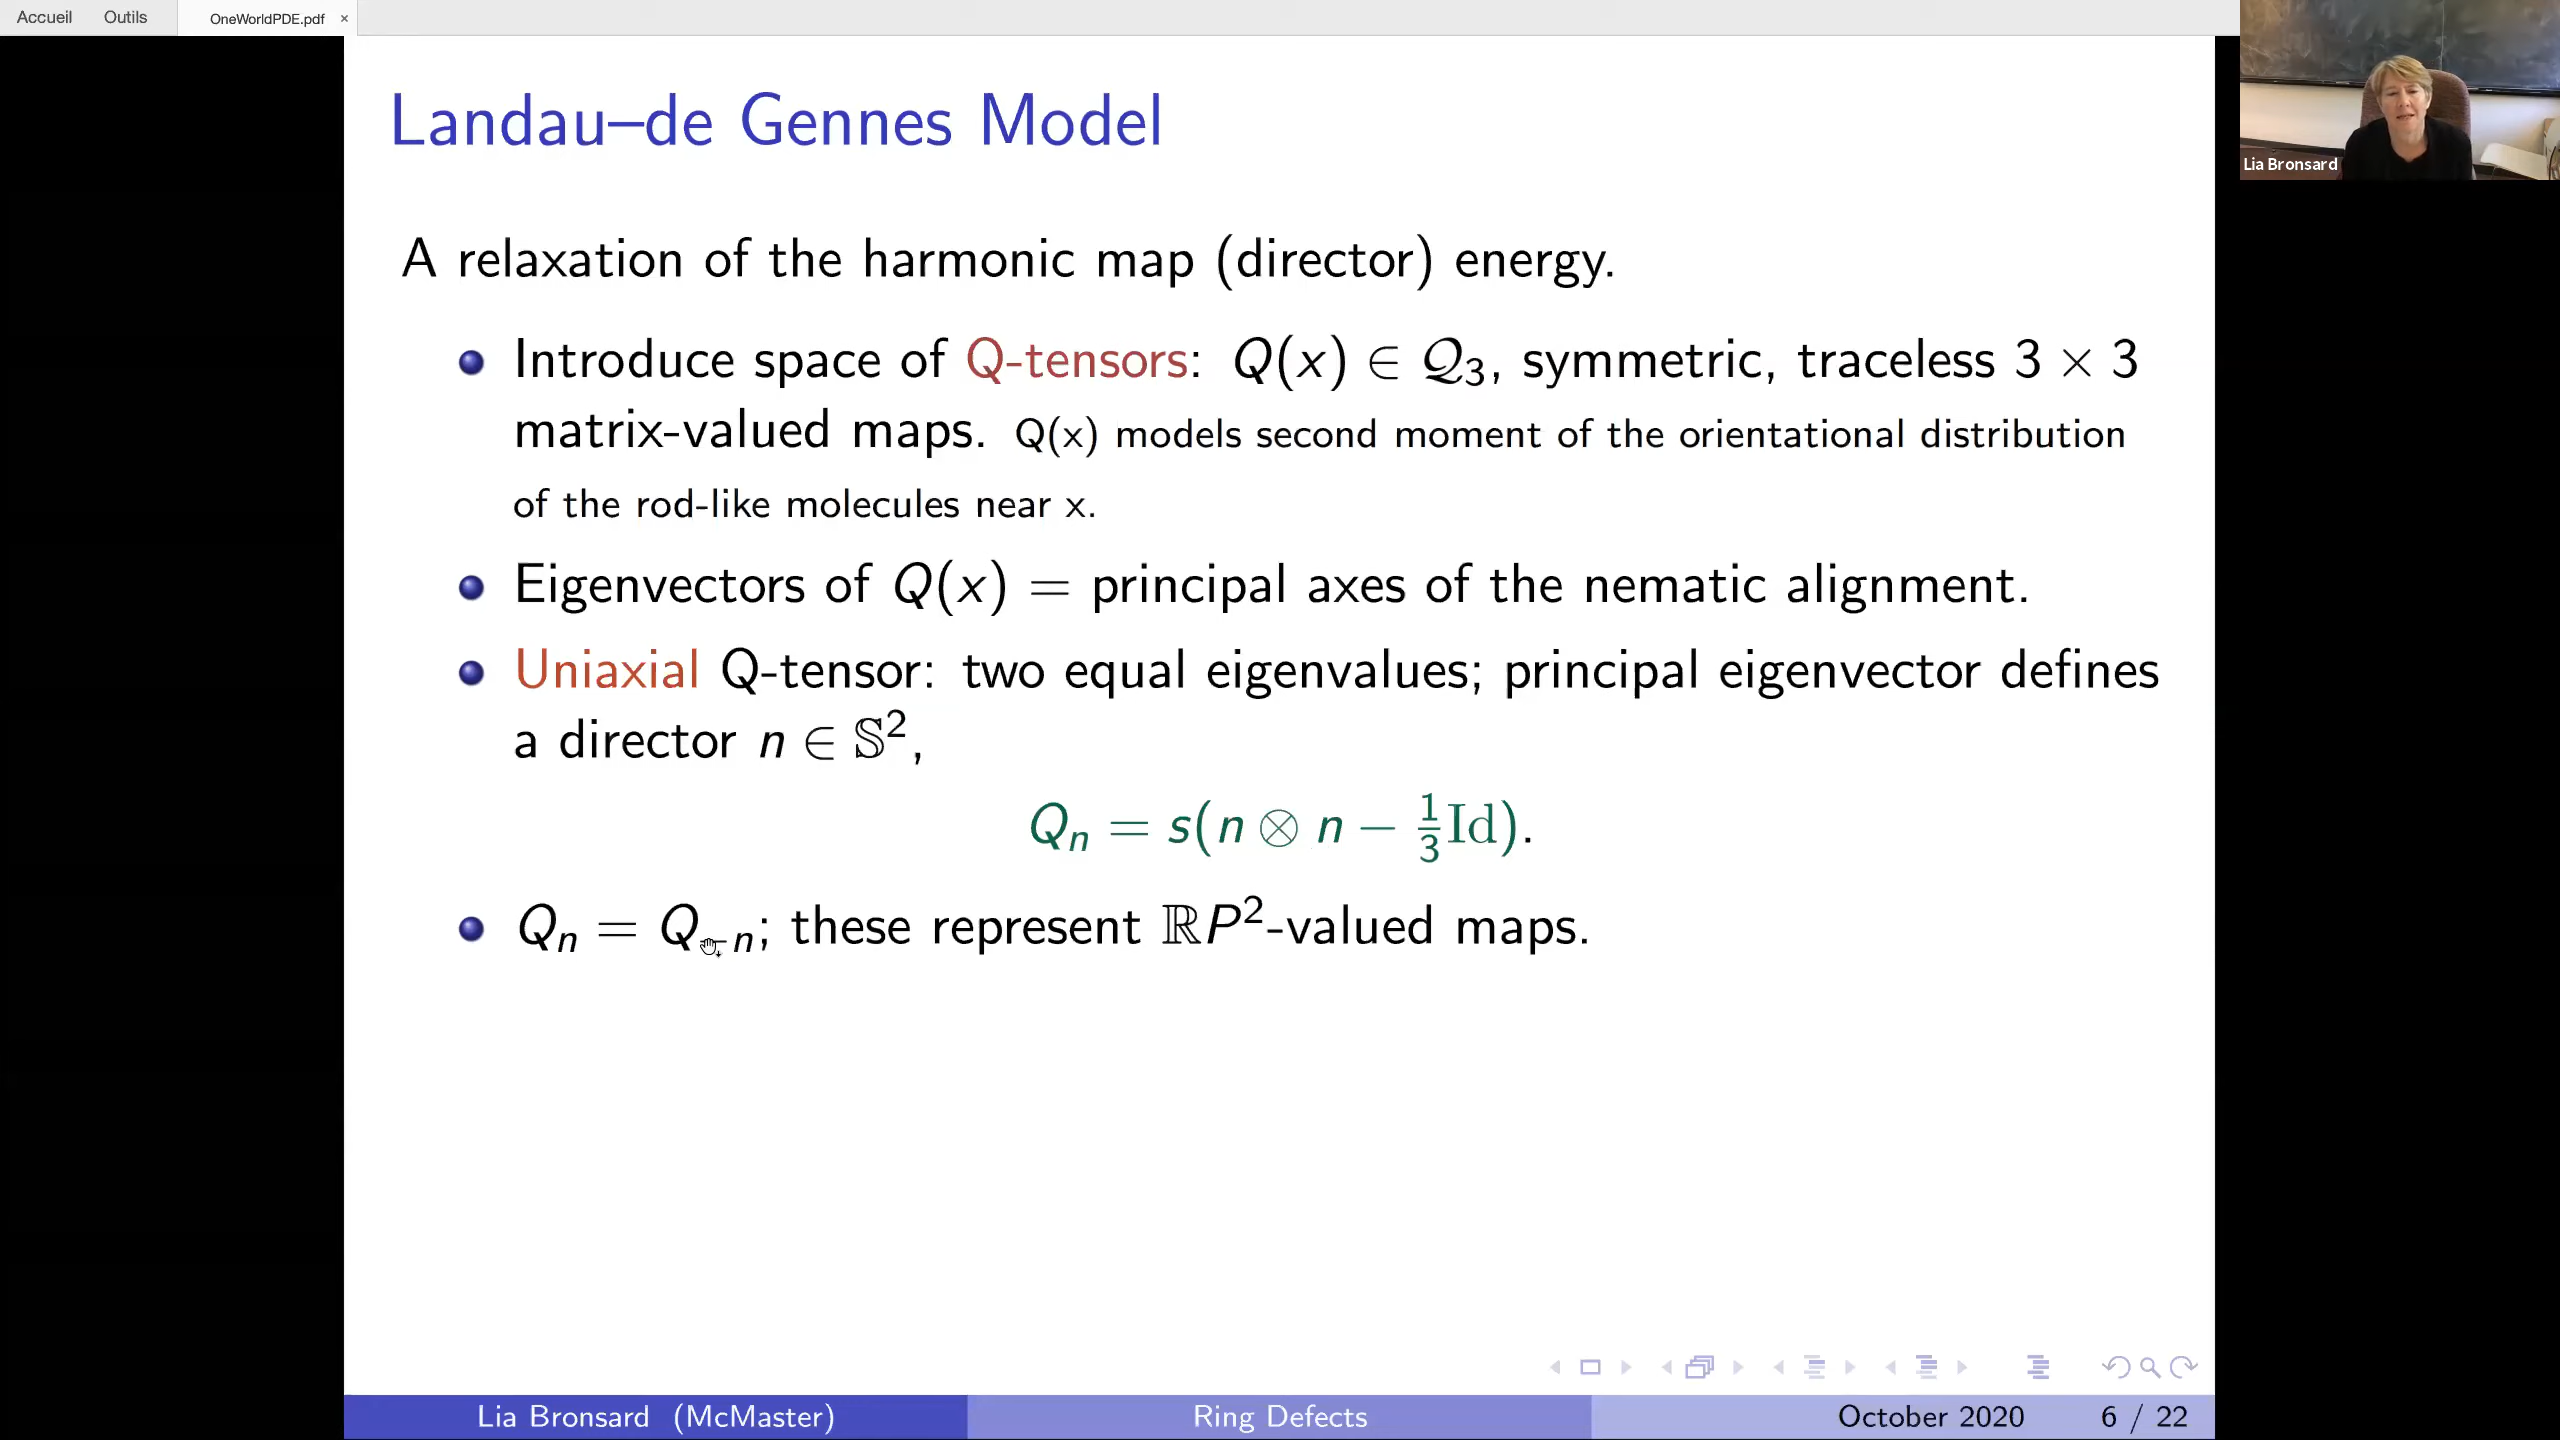 Accueil Outils OneWorldPDE.pdf ×
Lia Bronsard
Landau–de Gennes Model
A relaxation of the harmonic map (director) energy.
Introduce space of Q-tensors: Q(x) ∈ 𝒬₃, symmetric, traceless 3 × 3
matrix-valued maps. Q(x) models second moment of the orientational distribution
of the rod-like molecules near x.
Eigenvectors of Q(x) = principal axes of the nematic alignment.
Uniaxial Q-tensor: two equal eigenvalues; principal eigenvector defines
a director n ∈ 𝕊²,
Qₙ = s(n ⊗ n − ⅓Id).
Qₙ = Q₋ₙ; these represent ℝP²-valued maps.
Lia Bronsard (McMaster) Ring Defects October 2020 6 / 22